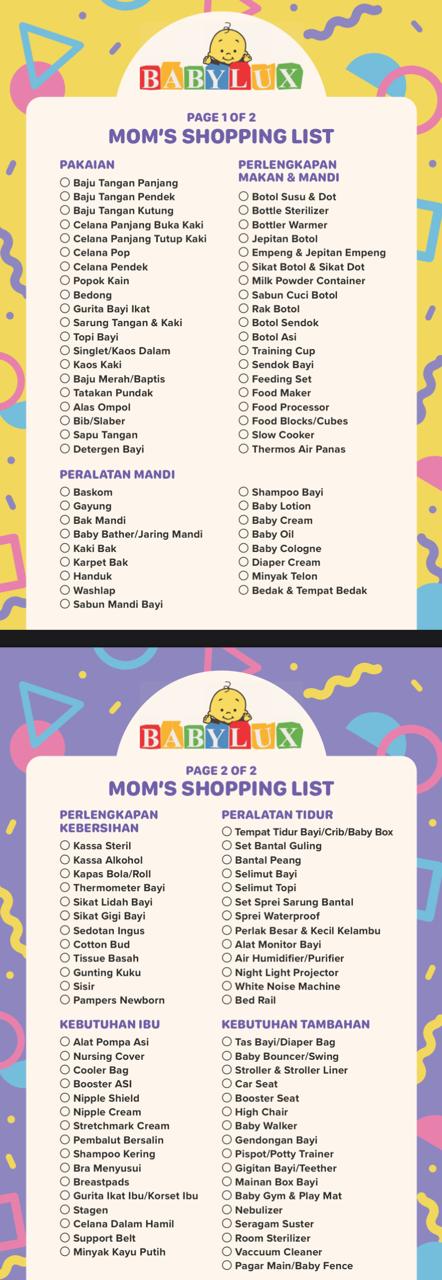 BABYLUX
PAGE 1 OF 2
MOM'S SHOPPING LIST
PAKAIAN
Baju Tangan Panjang
Baju Tangan Pendek
Baju Tangan Kutung
Celana Panjang Buka Kaki
Celana Panjang Tutup Kaki
Celana Pop
Celana Pendek
Popok Kain
Bedong
Gurita Bayi Ikat
Sarung Tangan & Kaki
Topi Bayi
Singlet/Kaos Dalam
Kaos Kaki
Baju Merah/Baptis
Tatakan Pundak
Alas Ompol
Bib/Slaber
Sapu Tangan
Detergen Bayi
PERLENGKAPAN
MAKAN & MANDI
Botol Susu & Dot
Bottle Sterilizer
Bottler Warmer
Jepitan Botol
Empeng & Jepitan Empeng
Sikat Botol & Sikat Dot
Milk Powder Container
Sabun Cuci Botol
Rak Botol
Botol Sendok
Botol Asi
Training Cup
Sendok Bayi
Feeding Set
Food Maker
Food Processor
Food Blocks/Cubes
Slow Cooker
Thermos Air Panas
PERALATAN MANDI
Baskom
Gayung
Bak Mandi
Baby Bather/Jaring Mandi
Kaki Bak
Karpet Bak
Handuk
Washlap
Sabun Mandi Bayi
Shampoo Bayi
Baby Lotion
Baby Cream
Baby Oil
Baby Cologne
Diaper Cream
Minyak Telon
Bedak & Tempat Bedak
BABYLUX
PAGE 2 OF 2
MOM'S SHOPPING LIST
PERLENGKAPAN
KEBERSIHAN
Kassa Steril
Kassa Alkohol
Kapas Bola/Roll
Thermometer Bayi
Sikat Lidah Bayi
Sikat Gigi Bayi
Sedotan Ingus
Cotton Bud
Tissue Basah
Gunting Kuku
Sisir
Pampers Newborn
PERALATAN TIDUR
Tempat Tidur Bayi/Crib/Baby Box
Set Bantal Guling
Bantal Peang
Selimut Bayi
Selimut Topi
Set Sprei Sarung Bantal
Sprei Waterproof
Perlak Besar & Kecil Kelambu
Alat Monitor Bayi
Air Humidifier/Purifier
Night Light Projector
White Noise Machine
Bed Rail
KEBUTUHAN IBU
Alat Pompa Asi
Nursing Cover
Cooler Bag
Booster ASI
Nipple Shield
Nipple Cream
Stretchmark Cream
Pembalut Bersalin
Shampoo Kering
Bra Menyusui
Breastpads
Gurita Ikat Ibu/Korset Ibu
Stagen
Celana Dalam Hamil
Support Belt
Minyak Kayu Putih
KEBUTUHAN TAMBAHAN
Tas Bayi/Diaper Bag
Baby Bouncer/Swing
Stroller & Stroller Liner
Car Seat
Booster Seat
High Chair
Baby Walker
Gendongan Bayi
Pispot/Potty Trainer
Gigitan Bayi/Teether
Mainan Box Bayi
Baby Gym & Play Mat
Nebulizer
Seragam Suster
Room Sterilizer
Vaccuum Cleaner
Pagar Main/Baby Fence